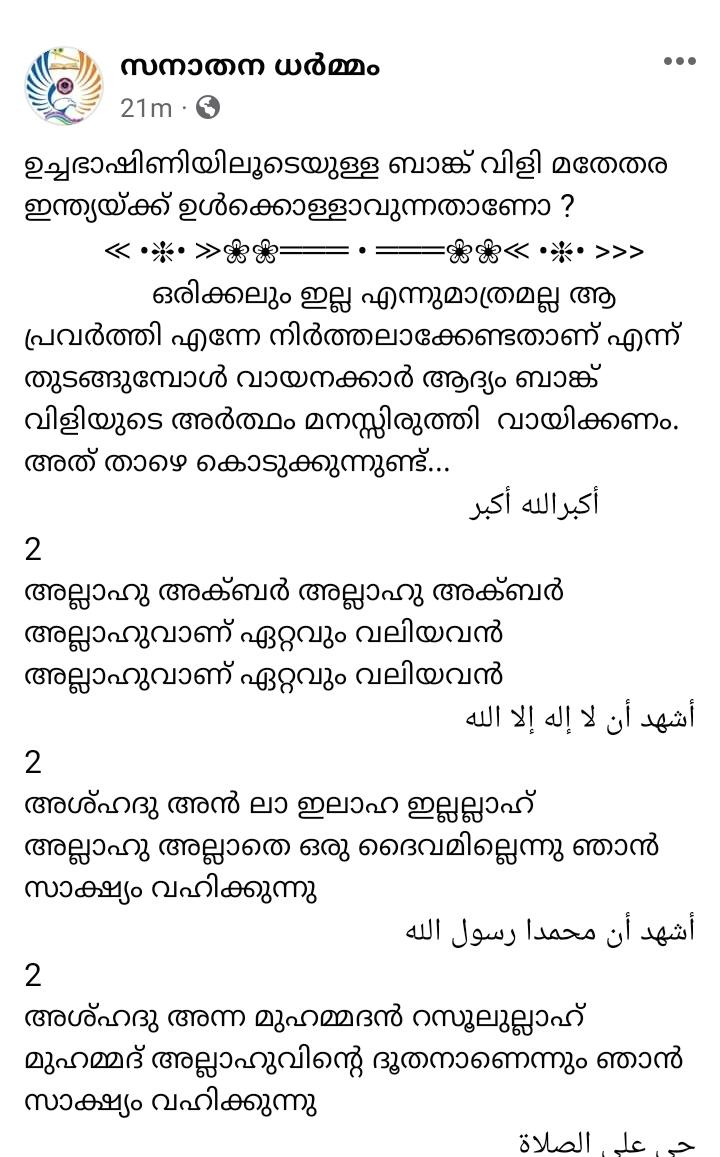 സനാതന ധർമ്മം
21m ·
ഉച്ചഭാഷിണിയിലൂടെയുള്ള ബാങ്ക് വിളി മതേതര
ഇന്ത്യയ്ക്ക് ഉൾക്കൊള്ളാവുന്നതാണോ ?
≪ •❈• ≫❀❀═══ • ═══❀❀≪ •❈• >>>
ഒരിക്കലും ഇല്ല എന്നുമാത്രമല്ല ആ
പ്രവർത്തി എന്നേ നിർത്തലാക്കേണ്ടതാണ് എന്ന്
തുടങ്ങുമ്പോൾ വായനക്കാർ ആദ്യം ബാങ്ക്
വിളിയുടെ അർത്ഥം മനസ്സിരുത്തി വായിക്കണം.
അത് താഴെ കൊടുക്കുന്നുണ്ട്...
أكبرالله أكبر
2
അല്ലാഹു അക്ബർ അല്ലാഹു അക്ബർ
അല്ലാഹുവാണ് ഏറ്റവും വലിയവൻ
അല്ലാഹുവാണ് ഏറ്റവും വലിയവൻ
أشهد أن لا إله إلا الله
2
അശ്ഹദു അൻ ലാ ഇലാഹ ഇല്ലല്ലാഹ്
അല്ലാഹു അല്ലാതെ ഒരു ദൈവമില്ലെന്നു ഞാൻ
സാക്ഷ്യം വഹിക്കുന്നു
أشهد أن محمدا رسول الله
2
അശ്ഹദു അന്ന മുഹമ്മദൻ റസൂലുല്ലാഹ്
മുഹമ്മദ് അല്ലാഹുവിന്റെ ദൂതനാണെന്നും ഞാൻ
സാക്ഷ്യം വഹിക്കുന്നു
حي على الصلاة